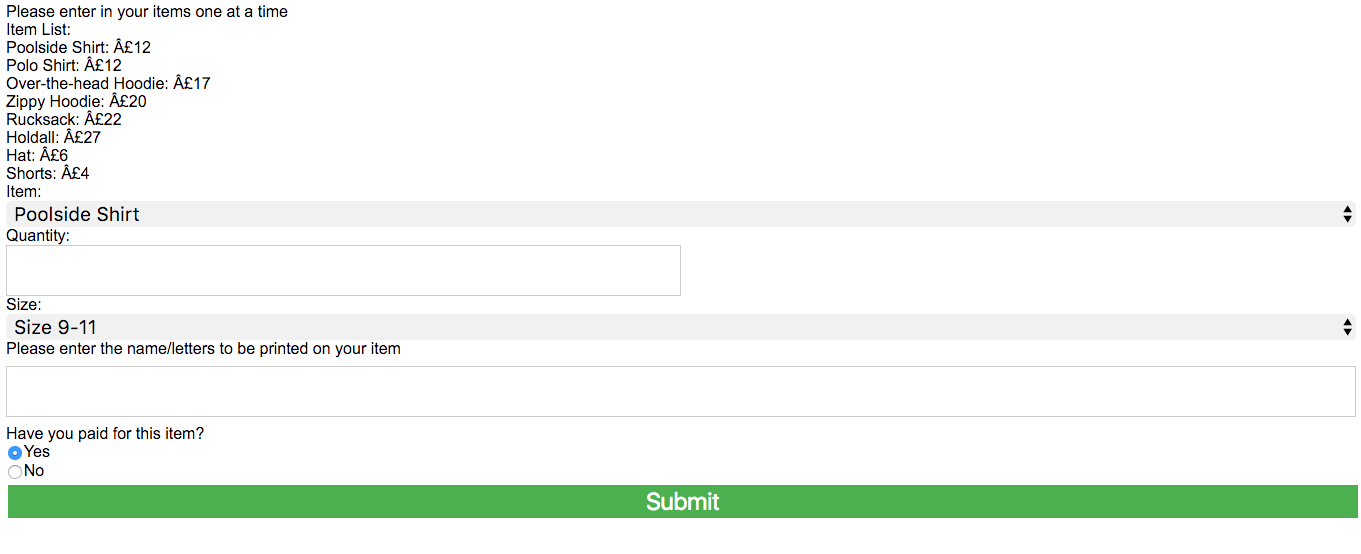 Please enter in your items one at a time
Item List:
Poolside Shirt: Â£12
Polo Shirt: Â£12
Over-the-head Hoodie: Â£17
Zippy Hoodie: Â£20
Rucksack: Â£22
Holdall: Â£27
Hat: Â£6
Shorts: Â£4
Item:
Poolside Shirt
Quantity:
Size:
Size 9-11
Please enter the name/letters to be printed on your item
Have you paid for this item?
Yes
No
Submit